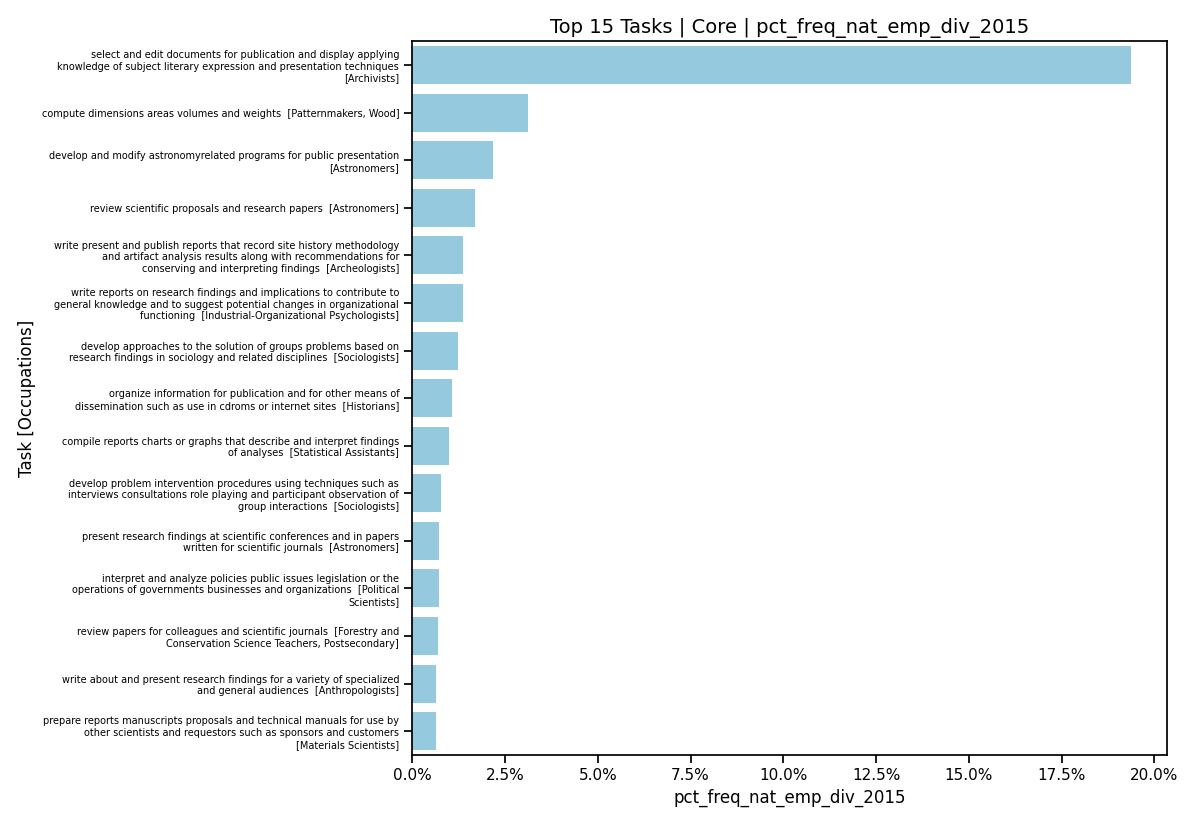 Top 15 Tasks | Core | pct_freq_nat_emp_div_2015
select and edit documents for publication and display applying
knowledge of subject literary expression and presentation techniques
[Archivists]
compute dimensions areas volumes and weights  [Patternmakers, Wood]
develop and modify astronomyrelated programs for public presentation
[Astronomers]
review scientific proposals and research papers  [Astronomers]
write present and publish reports that record site history methodology
and artifact analysis results along with recommendations for
conserving and interpreting findings  [Archeologists]
write reports on research findings and implications to contribute to
general knowledge and to suggest potential changes in organizational
functioning  [Industrial-Organizational Psychologists]
develop approaches to the solution of groups problems based on
research findings in sociology and related disciplines  [Sociologists]
organize information for publication and for other means of
dissemination such as use in cdroms or internet sites  [Historians]
compile reports charts or graphs that describe and interpret findings
of analyses  [Statistical Assistants]
develop problem intervention procedures using techniques such as
interviews consultations role playing and participant observation of
group interactions  [Sociologists]
present research findings at scientific conferences and in papers
written for scientific journals  [Astronomers]
interpret and analyze policies public issues legislation or the
operations of governments businesses and organizations  [Political
Scientists]
review papers for colleagues and scientific journals  [Forestry and
Conservation Science Teachers, Postsecondary]
write about and present research findings for a variety of specialized
and general audiences  [Anthropologists]
prepare reports manuscripts proposals and technical manuals for use by
other scientists and requestors such as sponsors and customers
[Materials Scientists]
Task [Occupations]
0.0% 2.5% 5.0% 7.5% 10.0% 12.5% 15.0% 17.5% 20.0%
pct_freq_nat_emp_div_2015